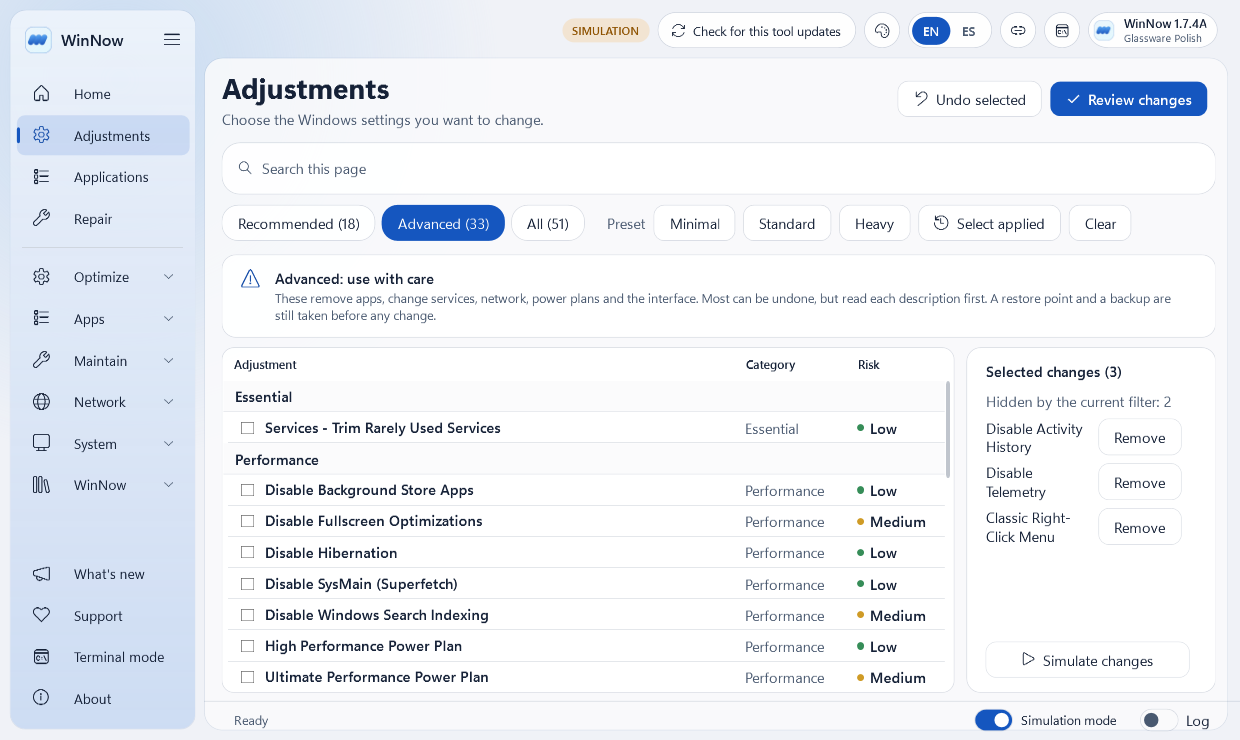 WinNow
Home
Adjustments
Applications
Repair
Optimize
Apps
Maintain
Network
System
WinNow
What's new
Support
Terminal mode
About
SIMULATION
Check for this tool updates
EN
ES
WinNow 1.7.4A
Glassware Polish
Adjustments
Choose the Windows settings you want to change.
Undo selected
Review changes
Search this page
Recommended (18)
Advanced (33)
All (51)
Preset
Minimal
Standard
Heavy
Select applied
Clear
Advanced: use with care
These remove apps, change services, network, power plans and the interface. Most can be undone, but read each description first. A restore point and a backup are
still taken before any change.
Adjustment Category Risk
Essential
Services - Trim Rarely Used Services Essential Low
Performance
Disable Background Store Apps Performance Low
Disable Fullscreen Optimizations Performance Medium
Disable Hibernation Performance Low
Disable SysMain (Superfetch) Performance Low
Disable Windows Search Indexing Performance Medium
High Performance Power Plan Performance Low
Ultimate Performance Power Plan Performance Medium
Selected changes (3)
Hidden by the current filter: 2
Disable Activity
History
Remove
Disable
Telemetry
Remove
Classic Right-
Click Menu
Remove
Simulate changes
Ready
Simulation mode
Log